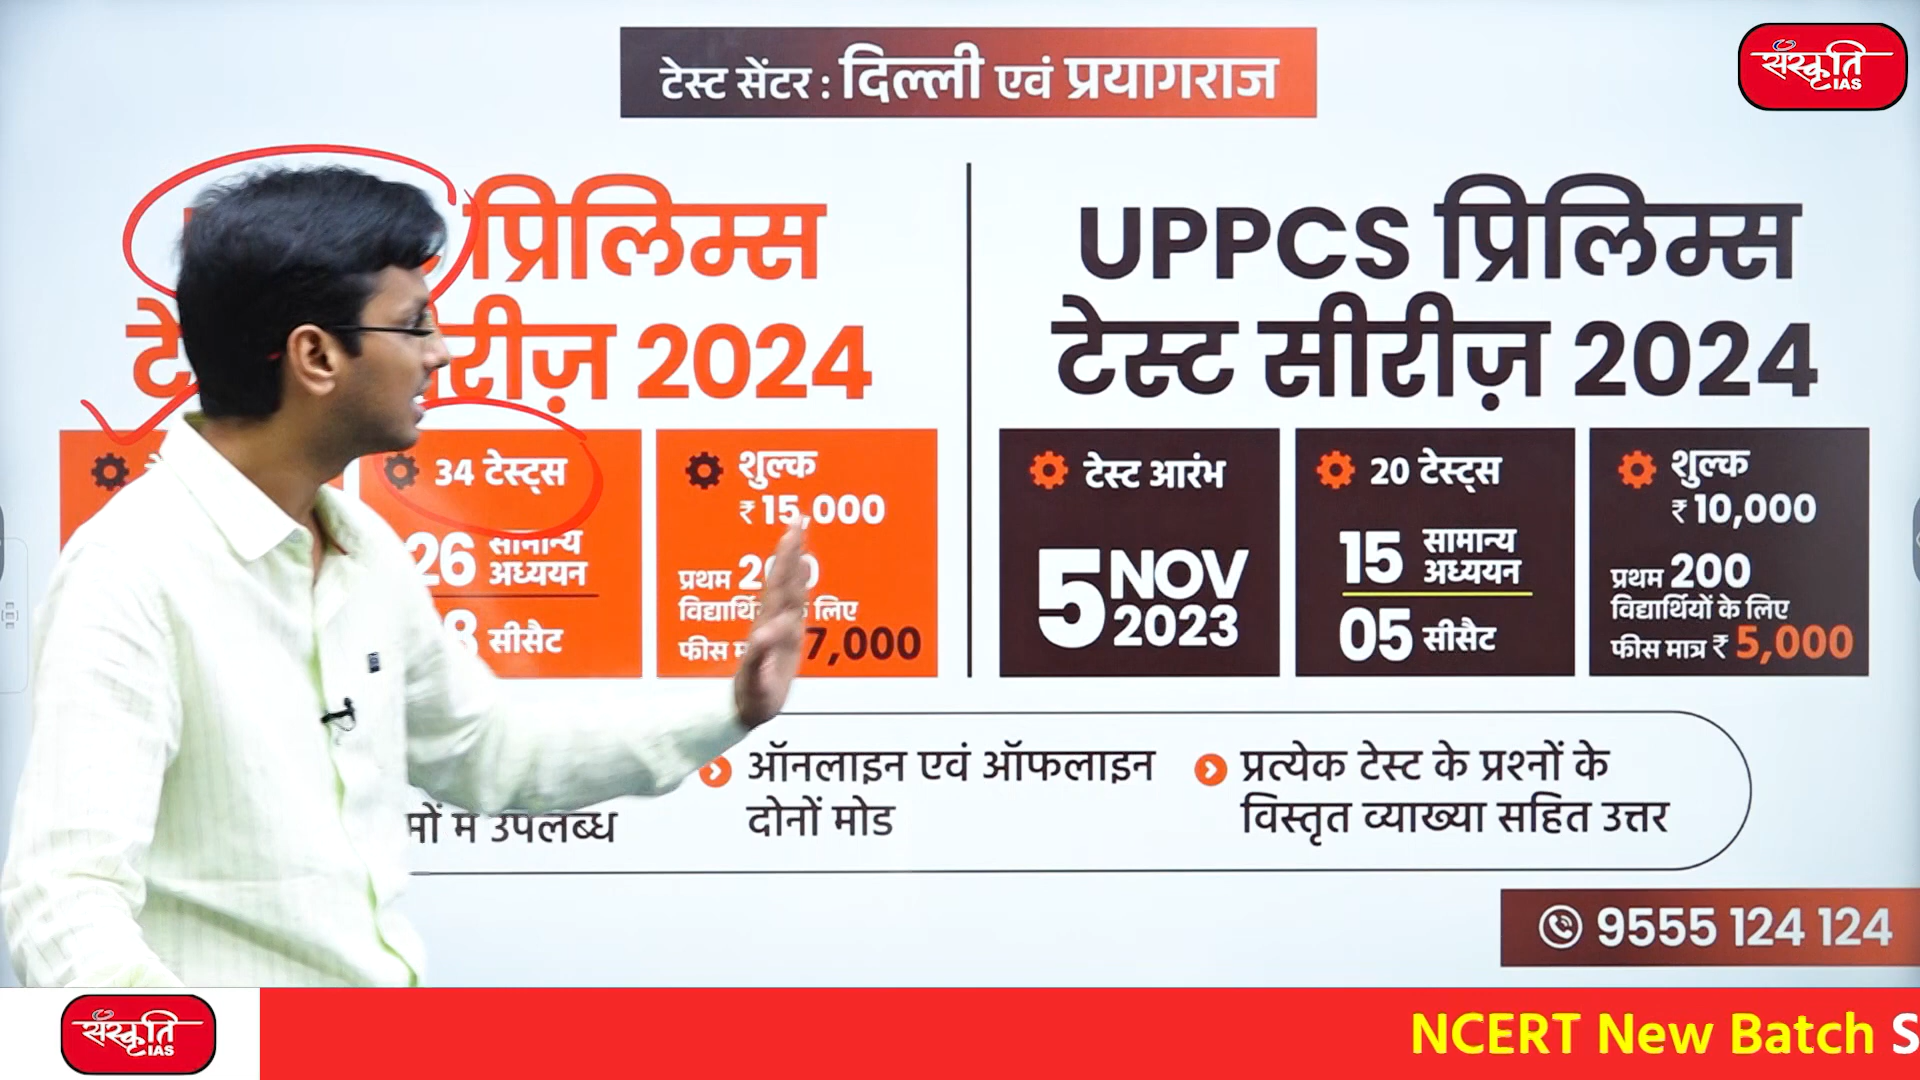 टेस्ट सेंटर : दिल्ली एवं प्रयागराज
संस्कृति
IAS
प्रिलिम्स
रीज़ 2024
34 टेस्ट्स
26 सामान्य
अध्ययन
8 सीसैट
शुल्क
₹ 15,000
प्रथम
लिए
फीस
7,000
UPPCS प्रिलिम्स
टेस्ट सीरीज़ 2024
टेस्ट आरंभ
5 NOV
2023
20 टेस्ट्स
15 सामान्य
अध्ययन
05 सीसैट
शुल्क
₹ 10,000
प्रथम 200
विद्यार्थियों के लिए
फीस मात्र ₹ 5,000
उपलब्ध
ऑनलाइन एवं ऑफलाइन
दोनों मोड
प्रत्येक टेस्ट के प्रश्नों के
विस्तृत व्याख्या सहित उत्तर
9555 124 124
संस्कृति
IAS
NCERT New Batch S